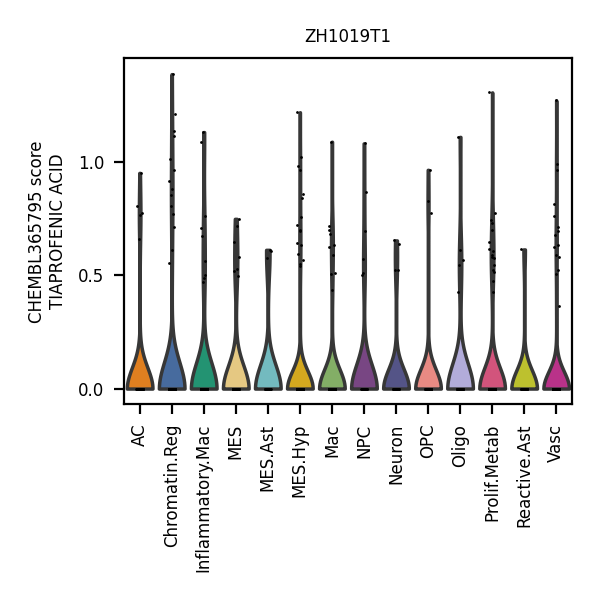 ZH1019T1
CHEMBL365795 score
TIAPROFENIC ACID
1.0
0.5
0.0
AC
Chromatin.Reg
Inflammatory.Mac
MES
MES.Ast
MES.Hyp
Mac
NPC
Neuron
OPC
Oligo
Prolif.Metab
Reactive.Ast
Vasc